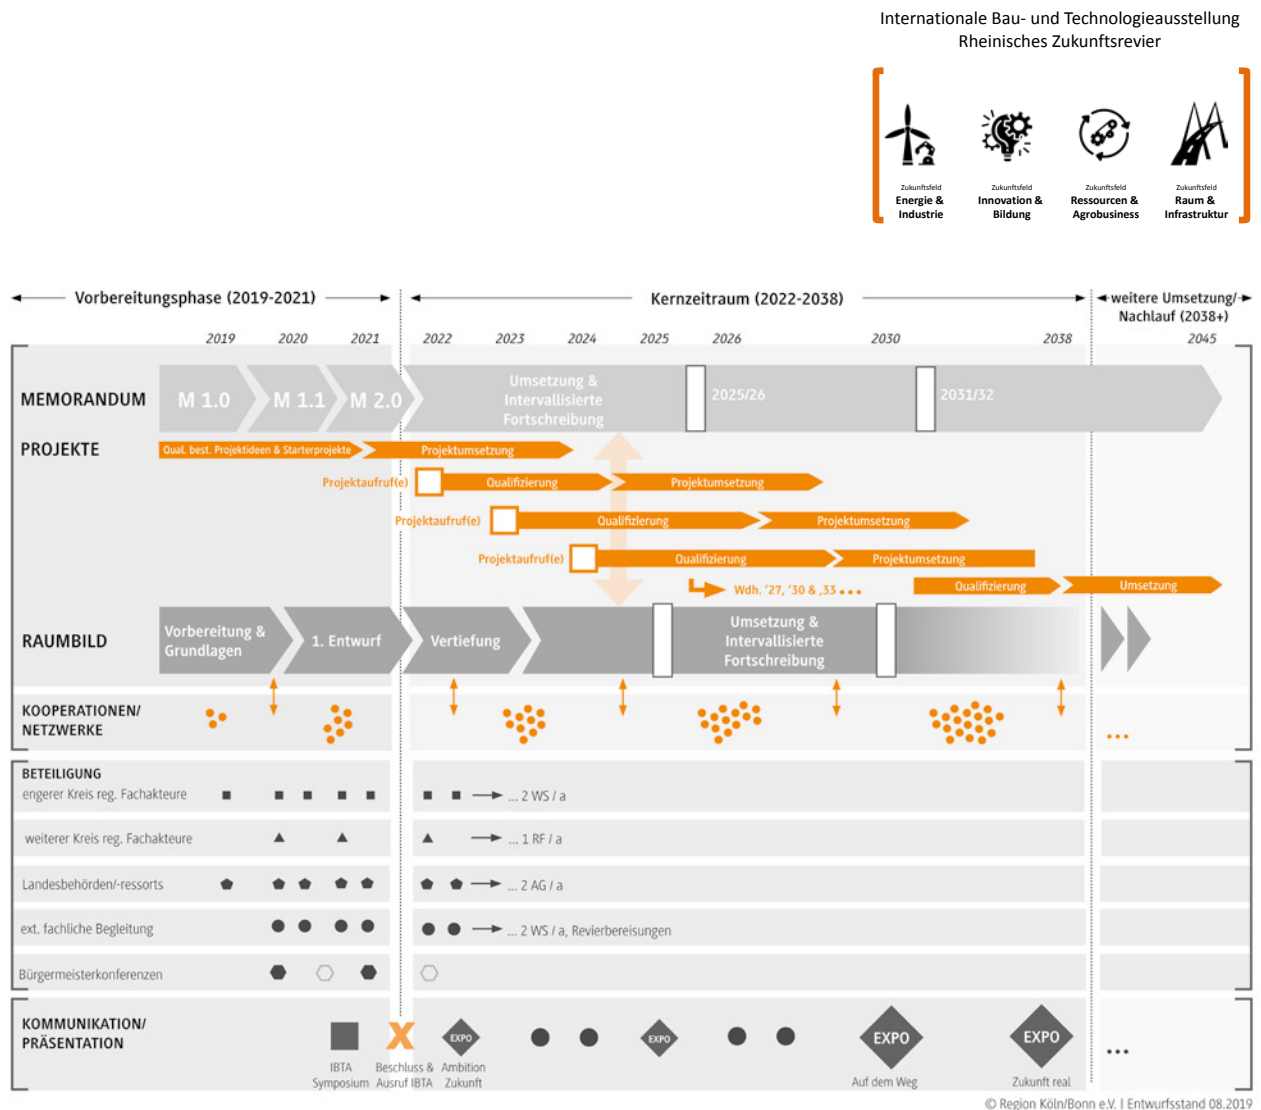 Internationale Bau- und Technologieausstellung
Rheinisches Zukunftsrevier
Zukunftsfeld
Energie &
Industrie
Zukunftsfeld
Innovation &
Bildung
Zukunftsfeld
Ressourcen &
Agrobusiness
Zukunftsfeld
Raum &
Infrastruktur
Vorbereitungsphase (2019-2021)
Kernzeitraum (2022-2038)
weitere Umsetzung/
Nachlauf (2038+)
2019 2020 2021 2022 2023 2024 2025 2026 2030 2038 2045
MEMORANDUM
M 1.0
M 1.1
M 2.0
Umsetzung &
Intervallisierte
Fortschreibung
2025/26
2031/32
PROJEKTE
Qual. best. Projektideen & Starterprojekte
Projektumsetzung
Projektaufruf(e)
Qualifizierung
Projektumsetzung
Projektaufruf(e)
Qualifizierung
Projektumsetzung
Projektaufruf(e)
Qualifizierung
Projektumsetzung
Wdh. '27, '30 & ,33 ...
Qualifizierung
Umsetzung
RAUMBILD
Vorbereitung &
Grundlagen
1. Entwurf
Vertiefung
Umsetzung &
Intervallisierte
Fortschreibung
KOOPERATIONEN/
NETZWERKE
...
BETEILIGUNG
engerer Kreis reg. Fachakteure
... 2 WS / a
weiterer Kreis reg. Fachakteure
... 1 RF / a
Landesbehörden/-ressorts
... 2 AG / a
ext. fachliche Begleitung
... 2 WS / a, Revierbereisungen
Bürgermeisterkonferenzen
KOMMUNIKATION/
PRÄSENTATION
IBTA
Symposium
X
Beschluss &
Ausruf IBTA
EXPO
Ambition
Zukunft
EXPO
EXPO
Auf dem Weg
EXPO
Zukunft real
...
© Region Köln/Bonn e.V. | Entwurfsstand 08.2019